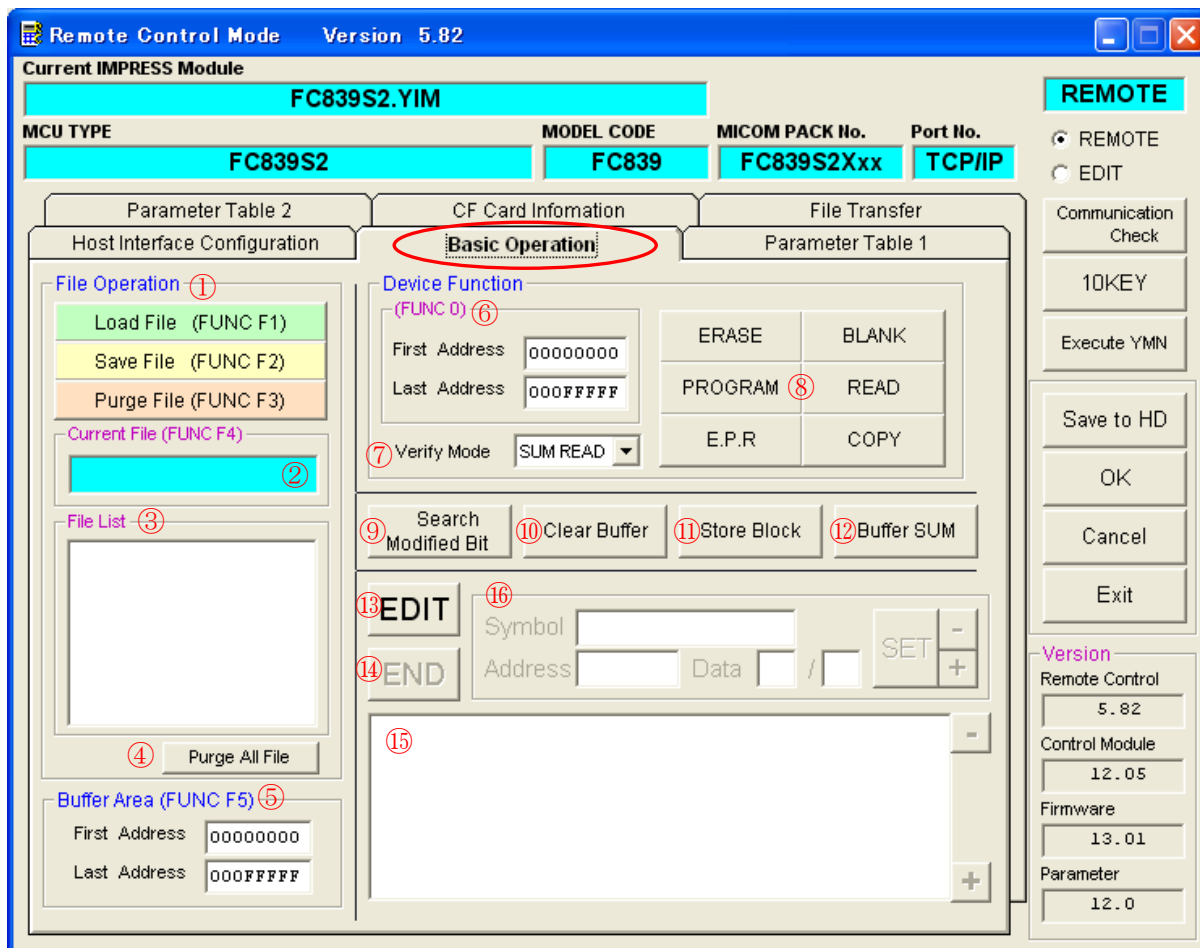 Remote Control Mode Version 5.82
Current IMPRESS Module
FC839S2.YIM
REMOTE
MCU TYPE
MODEL CODE
MICOM PACK No.
Port No.
FC839S2
FC839
FC839S2Xxx
TCP/IP
REMOTE
EDIT
Parameter Table 2
CF Card Infomation
File Transfer
Host Interface Configuration
Basic Operation
Parameter Table 1
Communication
Check
10KEY
Execute YMN
Save to HD
OK
Cancel
Exit
File Operation ①
Load File (FUNC F1)
Save File (FUNC F2)
Purge File (FUNC F3)
Current File (FUNC F4)
②
File List ③
④ Purge All File
Buffer Area (FUNC F5) ⑤
First Address 00000000
Last Address 000FFFFF
Device Function
(FUNC 0) ⑥
First Address 00000000
Last Address 000FFFFF
⑦ Verify Mode SUM READ
ERASE BLANK
PROGRAM ⑧ READ
E.P.R COPY
⑨ Search
Modified Bit
⑩ Clear Buffer
⑪ Store Block
⑫ Buffer SUM
⑬ EDIT
⑭ END
⑯
Symbol
Address Data /
SET
-
+
⑮
-
+
Version
Remote Control
5.82
Control Module
12.05
Firmware
13.01
Parameter
12.0